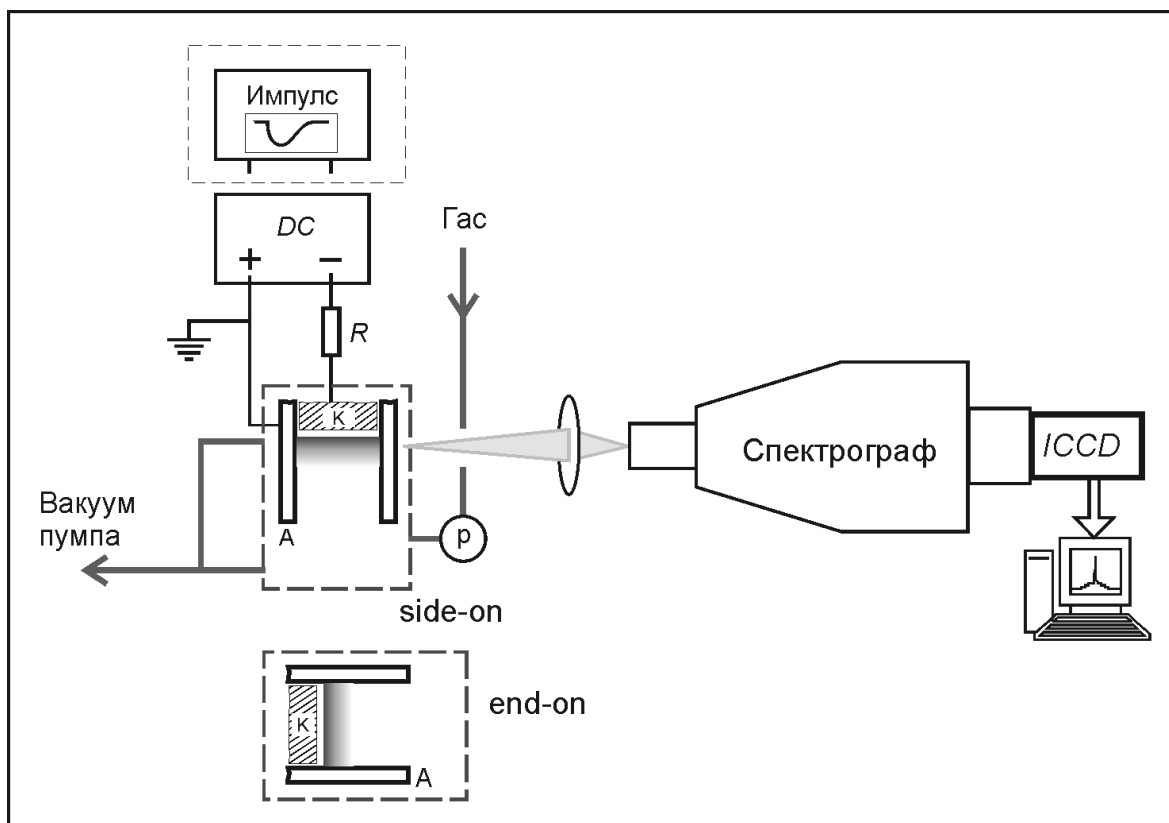 Импулс
DC
+ −
Гас
R
K
Спектрограф
ICCD
Вакуум
пумпа
A
p
side-on
end-on
K
A